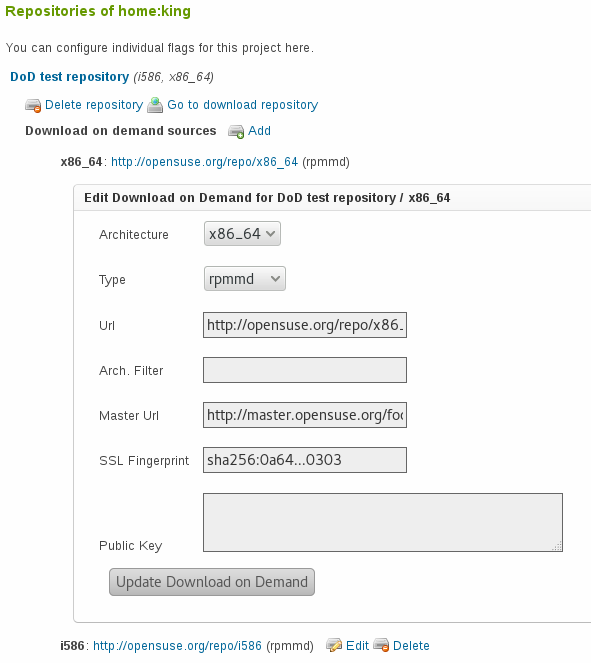 Repositories of home:king
You can configure individual flags for this project here.
DoD test repository (i586, x86_64)
Delete repository Go to download repository
Download on demand sources Add
x86_64: http://opensuse.org/repo/x86_64 (rpmmd)
Edit Download on Demand for DoD test repository / x86_64
Architecture x86_64
Type rpmmd
Url http://opensuse.org/repo/x86_
Arch. Filter
Master Url http://master.opensuse.org/foo
SSL Fingerprint sha256:0a64...0303
Public Key
Update Download on Demand
i586: http://opensuse.org/repo/i586 (rpmmd) Edit Delete